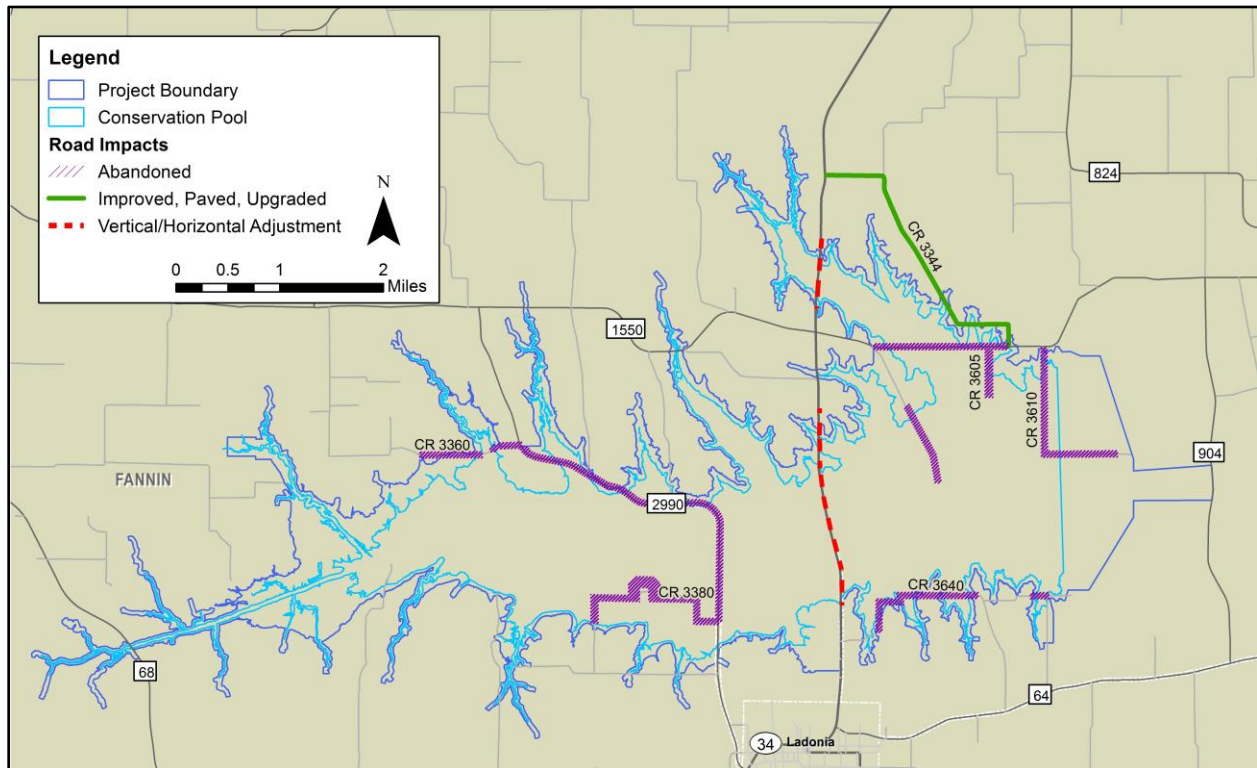 Legend
Project Boundary
Conservation Pool
Road Impacts
Abandoned
Improved, Paved, Upgraded
Vertical/Horizontal Adjustment
N
0 0.5 1 2
Miles
824
CR 3344
1550
CR 3605
CR 3610
CR 3360
904
FANNIN
2990
CR 3380
CR 3640
68
64
34 Ladonia